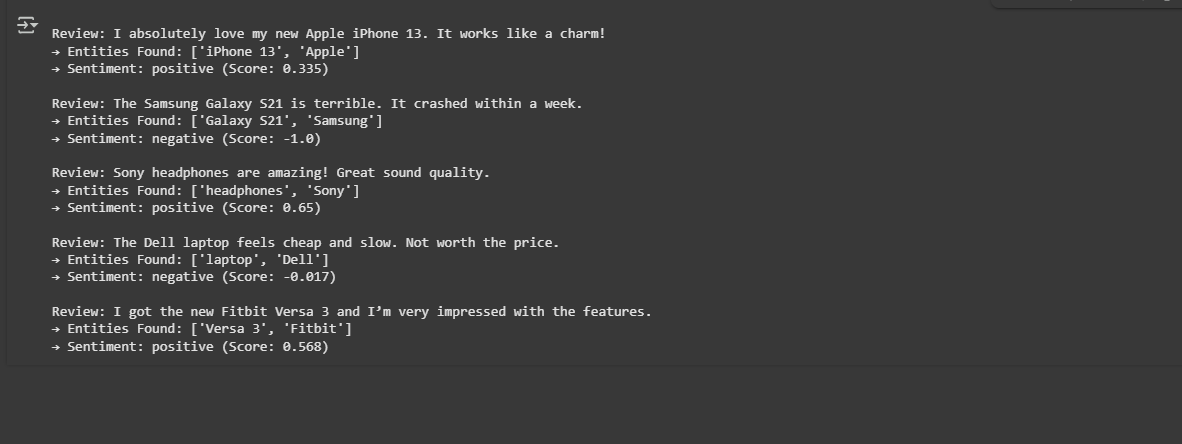 Review: I absolutely love my new Apple iPhone 13. It works like a charm!
→ Entities Found: ['iPhone 13', 'Apple']
→ Sentiment: positive (Score: 0.335)
Review: The Samsung Galaxy S21 is terrible. It crashed within a week.
→ Entities Found: ['Galaxy S21', 'Samsung']
→ Sentiment: negative (Score: -1.0)
Review: Sony headphones are amazing! Great sound quality.
→ Entities Found: ['headphones', 'Sony']
→ Sentiment: positive (Score: 0.65)
Review: The Dell laptop feels cheap and slow. Not worth the price.
→ Entities Found: ['laptop', 'Dell']
→ Sentiment: negative (Score: -0.017)
Review: I got the new Fitbit Versa 3 and I’m very impressed with the features.
→ Entities Found: ['Versa 3', 'Fitbit']
→ Sentiment: positive (Score: 0.568)